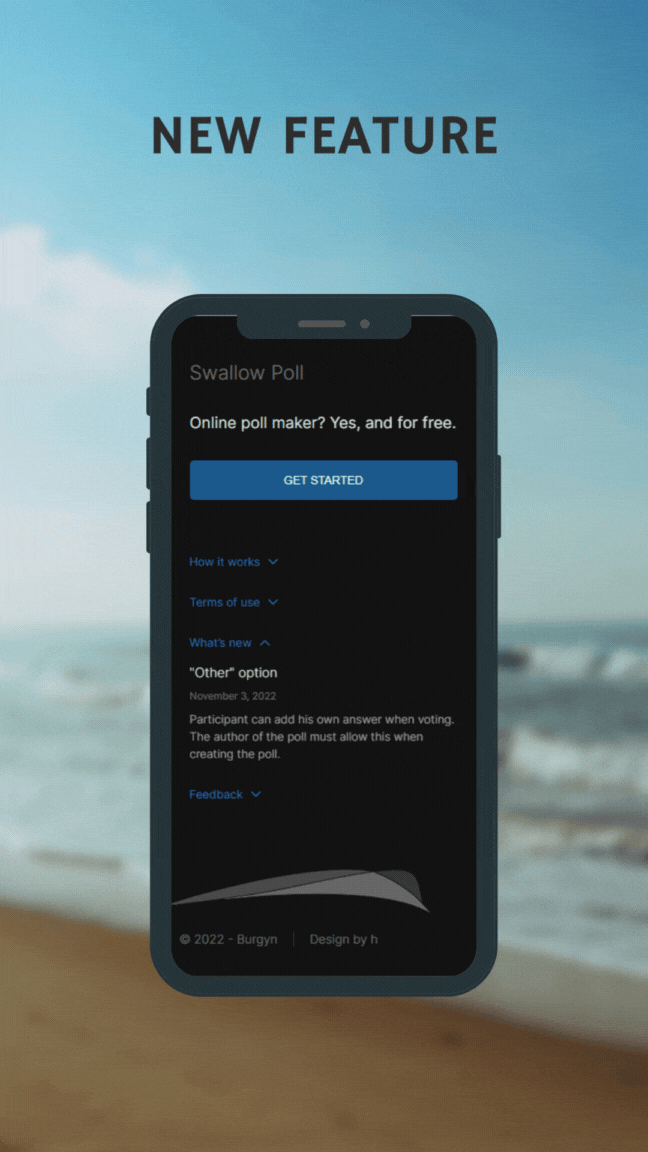 NEW FEATURE
Swallow Poll
Online poll maker? Yes, and for free.
GET STARTED
How it works
Terms of use
What's new
"Other" option
November 3, 2022
Participant can add his own answer when voting.
The author of the poll must allow this when
creating the poll.
Feedback
© 2022 - Burgyn
Design by h